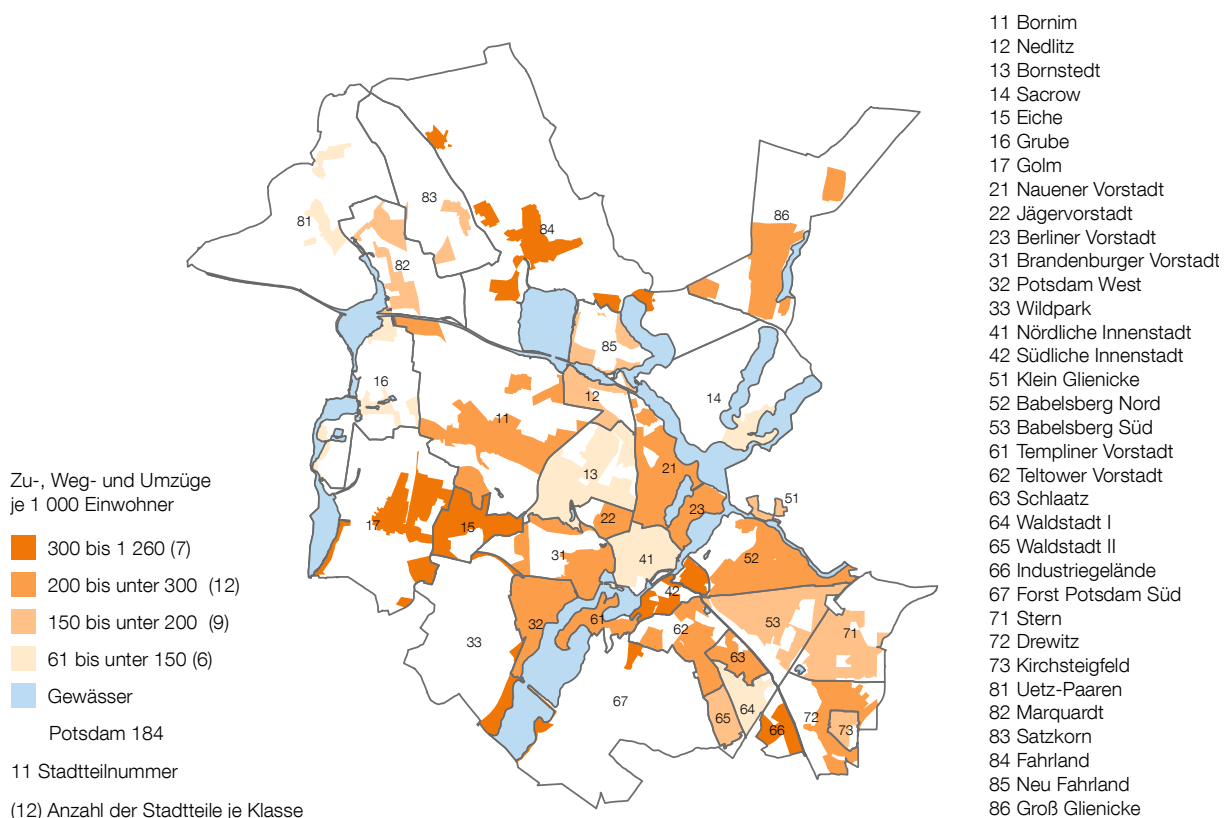 11 Bornim
12 Nedlitz
13 Bornstedt
14 Sacrow
15 Eiche
16 Grube
17 Golm
21 Nauener Vorstadt
22 Jägervorstadt
23 Berliner Vorstadt
31 Brandenburger Vorstadt
32 Potsdam West
33 Wildpark
41 Nördliche Innenstadt
42 Südliche Innenstadt
51 Klein Glienicke
52 Babelsberg Nord
53 Babelsberg Süd
61 Templiner Vorstadt
62 Teltower Vorstadt
63 Schlaatz
64 Waldstadt I
65 Waldstadt II
66 Industriegelände
67 Forst Potsdam Süd
71 Stern
72 Drewitz
73 Kirchsteigfeld
81 Uetz-Paaren
82 Marquardt
83 Satzkorn
84 Fahrland
85 Neu Fahrland
86 Groß Glienicke
Zu-, Weg- und Umzüge
je 1 000 Einwohner
300 bis 1 260 (7)
200 bis unter 300 (12)
150 bis unter 200 (9)
61 bis unter 150 (6)
Gewässer
Potsdam 184
11 Stadtteilnummer
(12) Anzahl der Stadtteile je Klasse
83
86
81
84
82
85
16
12
14
11
13
21
51
17
15
22
23
31
41
52
42
32
61
62
53
71
33
63
67
64
65
72
66
73